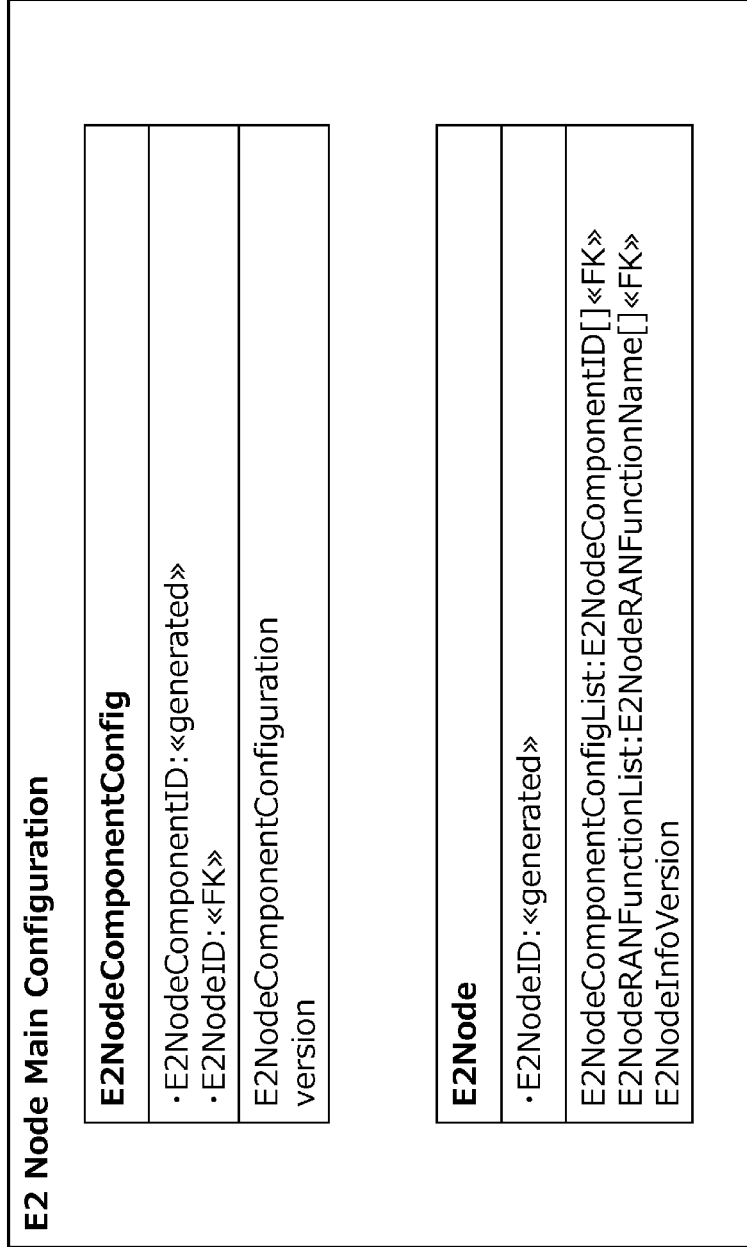 E2 Node Main Configuration
E2NodeComponentConfig
·E2NodeComponentID:«generated»
·E2NodeID:«FK»
E2NodeComponentConfiguration
version
E2Node
·E2NodeID:«generated»
E2NodeComponentConfigList:E2NodeComponentID[]«FK»
E2NodeRANFunctionList:E2NodeRANFunctionName[]«FK»
E2NodeInfoVersion